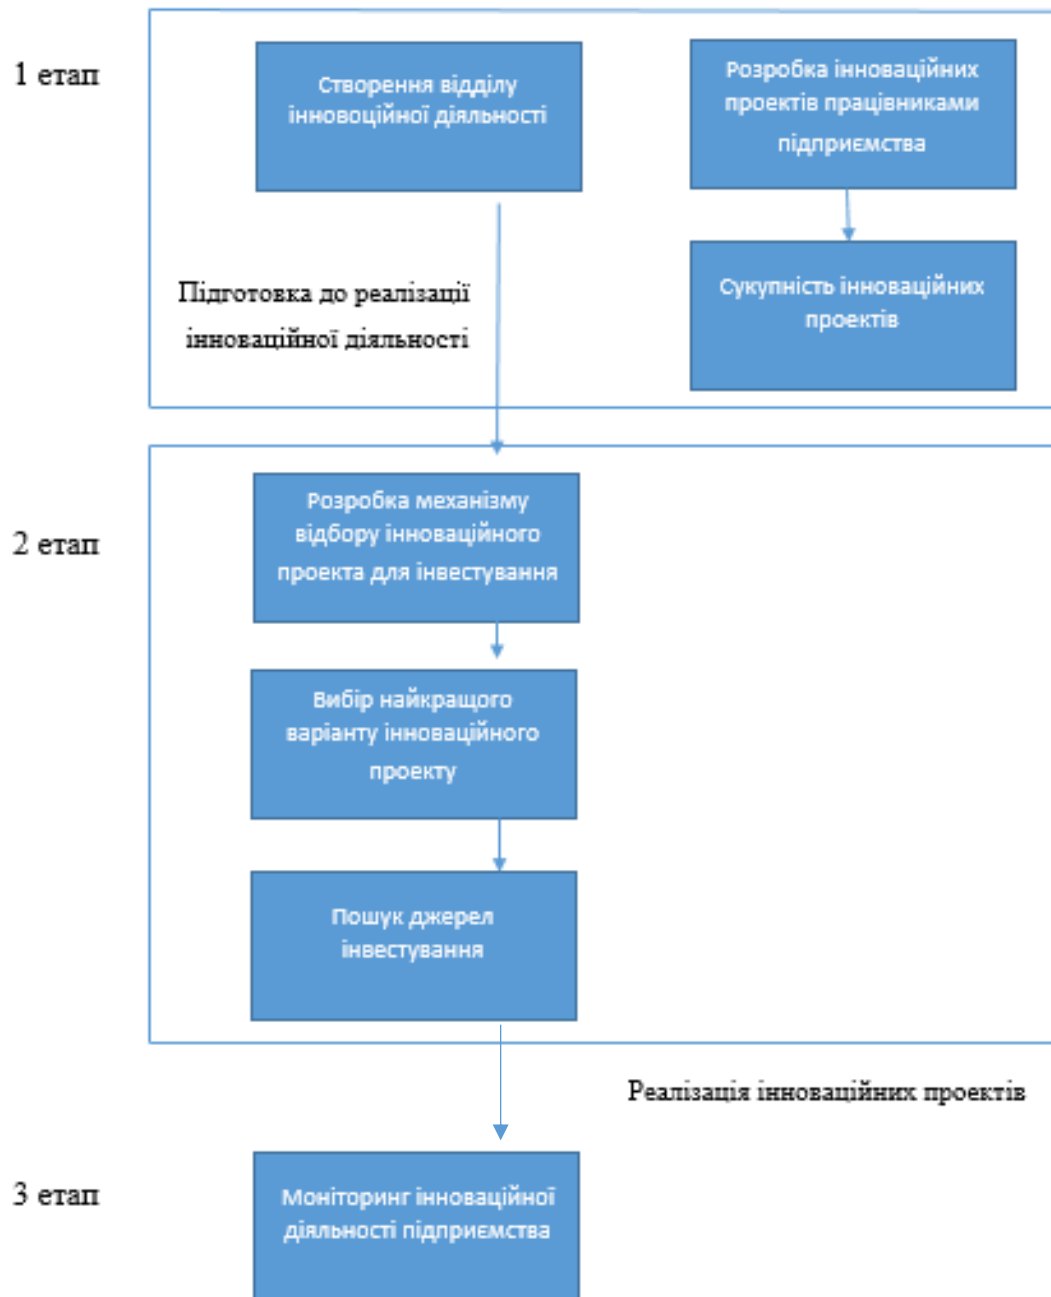 1 етап
Створення відділу
інновоційної діяльності
Розробка інноваційних
проектів працівниками
підприємства
Підготовка до реалізації
інноваційної діяльності
Сукупність інноваційних
проектів
2 етап
Розробка механізму
відбору інноваційного
проекта для інвестування
Вибір найкращого
варіанту інноваційного
проекту
Пошук джерел
інвестування
Реалізація інноваційних проектів
3 етап
Моніторинг інноваційної
діяльності підприємства